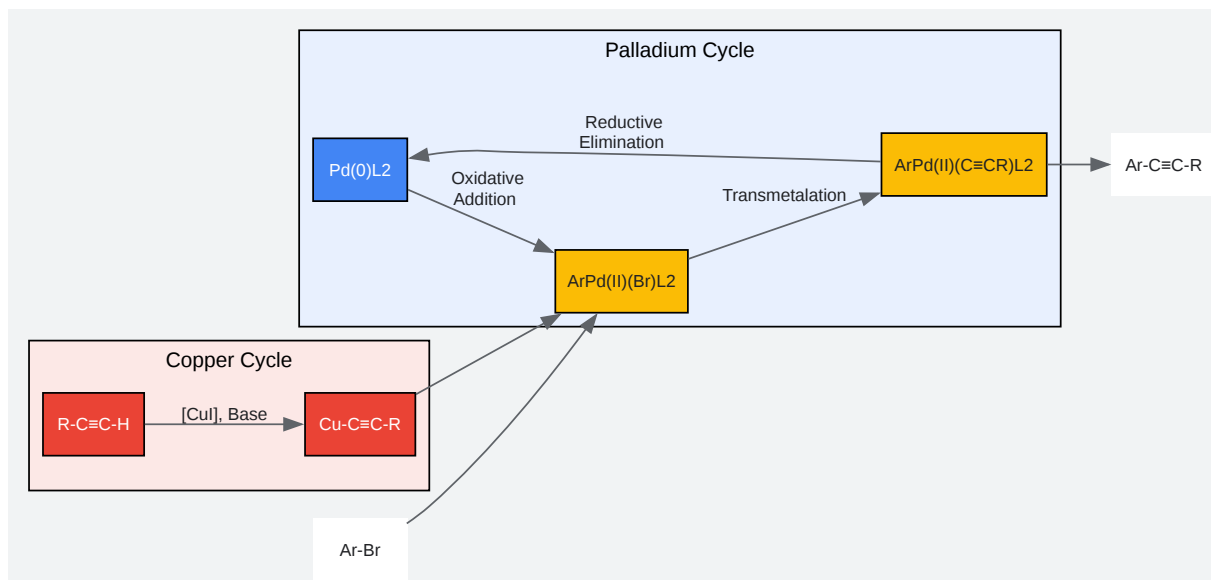 Palladium Cycle
Reductive
Elimination
Pd(0)L2
Oxidative
Addition
Transmetalation
ArPd(II)(C≡CR)L2
Ar-C≡C-R
ArPd(II)(Br)L2
Copper Cycle
R-C≡C-H
[CuI], Base
Cu-C≡C-R
Ar-Br